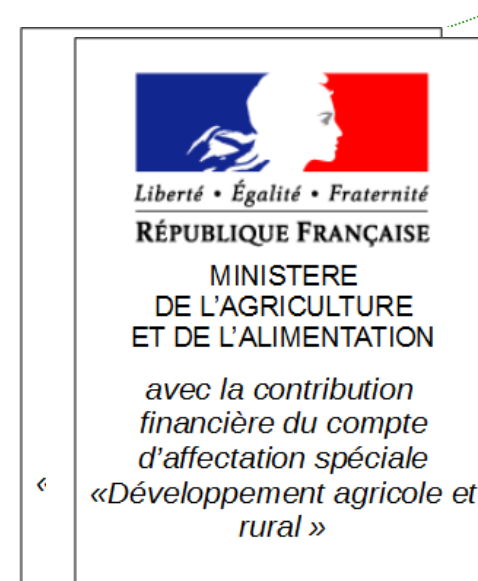 Liberté • Égalité • Fraternité
RÉPUBLIQUE FRANÇAISE
MINISTERE
DE L’AGRICULTURE
ET DE L’ALIMENTATION
avec la contribution
financière du compte
d’affectation spéciale
«Développement agricole et
rural »
«